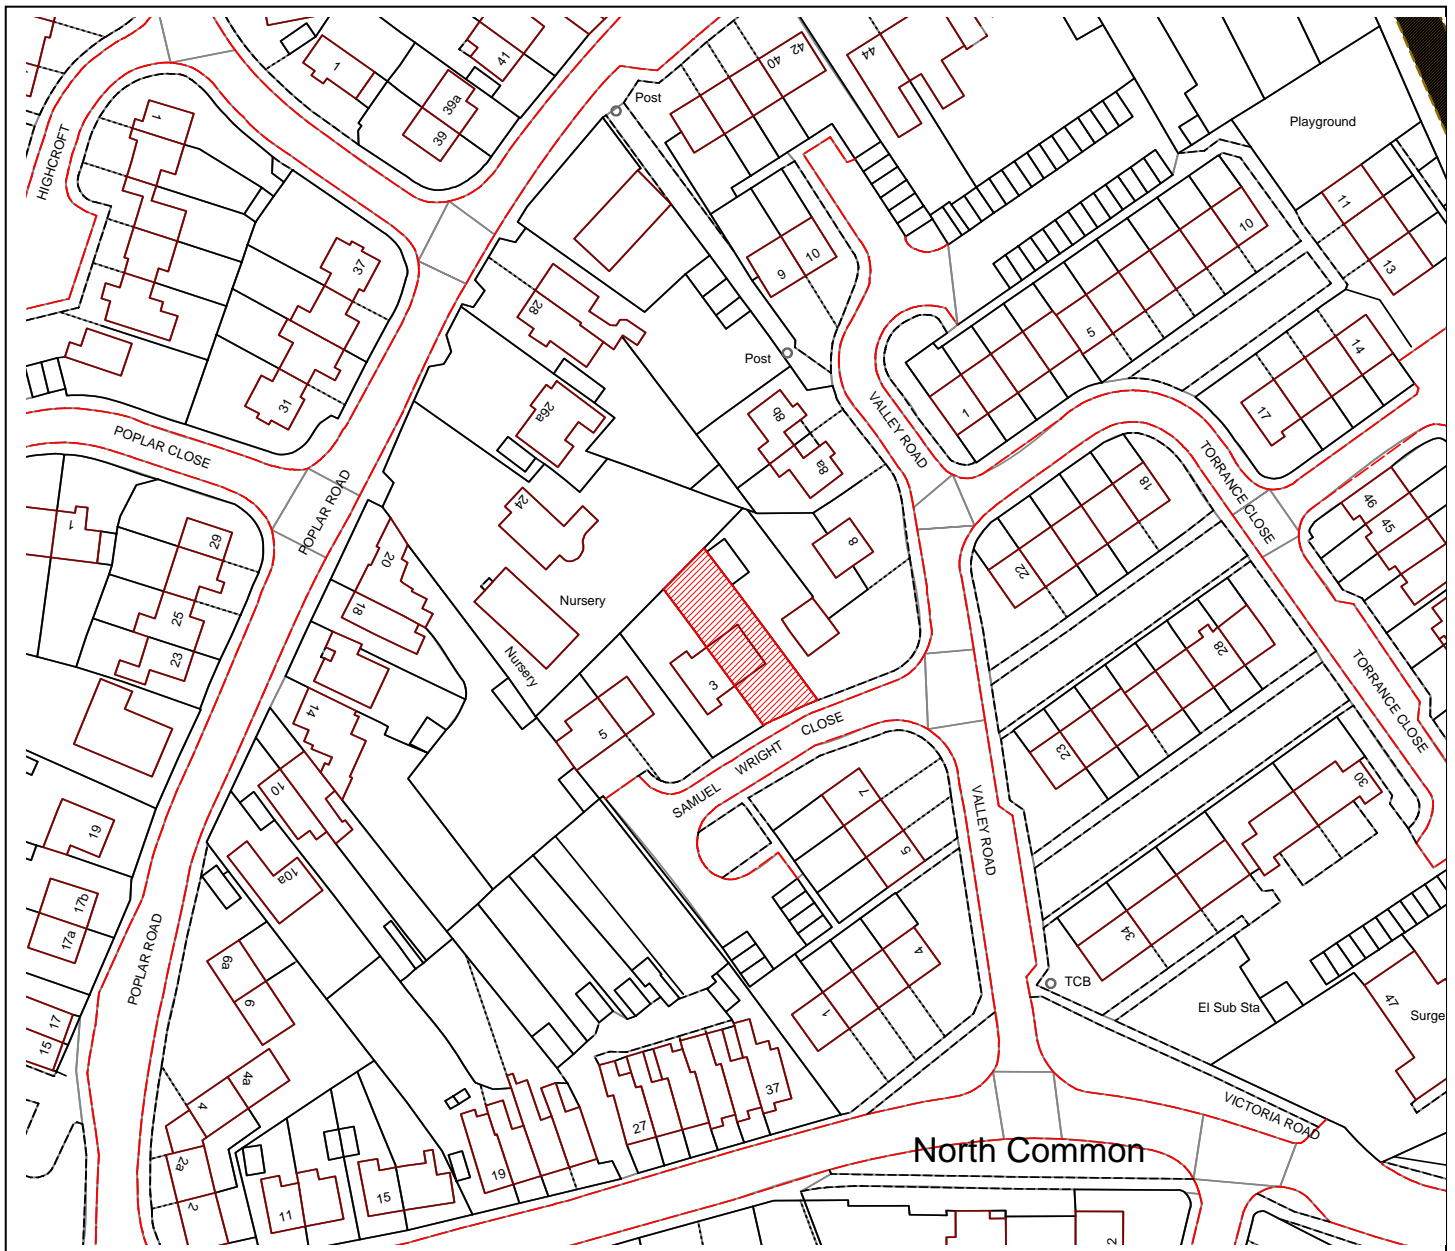 42
40
44
41
1
39a
39
Post
Playground
HIGHCROFT
1
11
13
10
9
10
37
28
5
14
Post
31
26a
8b
8a
VALLEY ROAD
1
17
POPLAR CLOSE
POPLAR ROAD
24
18
TORRANCE CLOSE
46
45
1
29
20
8
22
18
Nursery
25
23
Nursery
28
TORRANCE CLOSE
3
14
5
SAMUEL WRIGHT CLOSE
23
30
10
7
5
VALLEY ROAD
19
10a
17b
17a
POPLAR ROAD
6a
6
4
1
34
TCB
El Sub Sta
47
Surge
17
15
4a
4
2a
2
37
27
19
15
11
VICTORIA ROAD
North Common
2